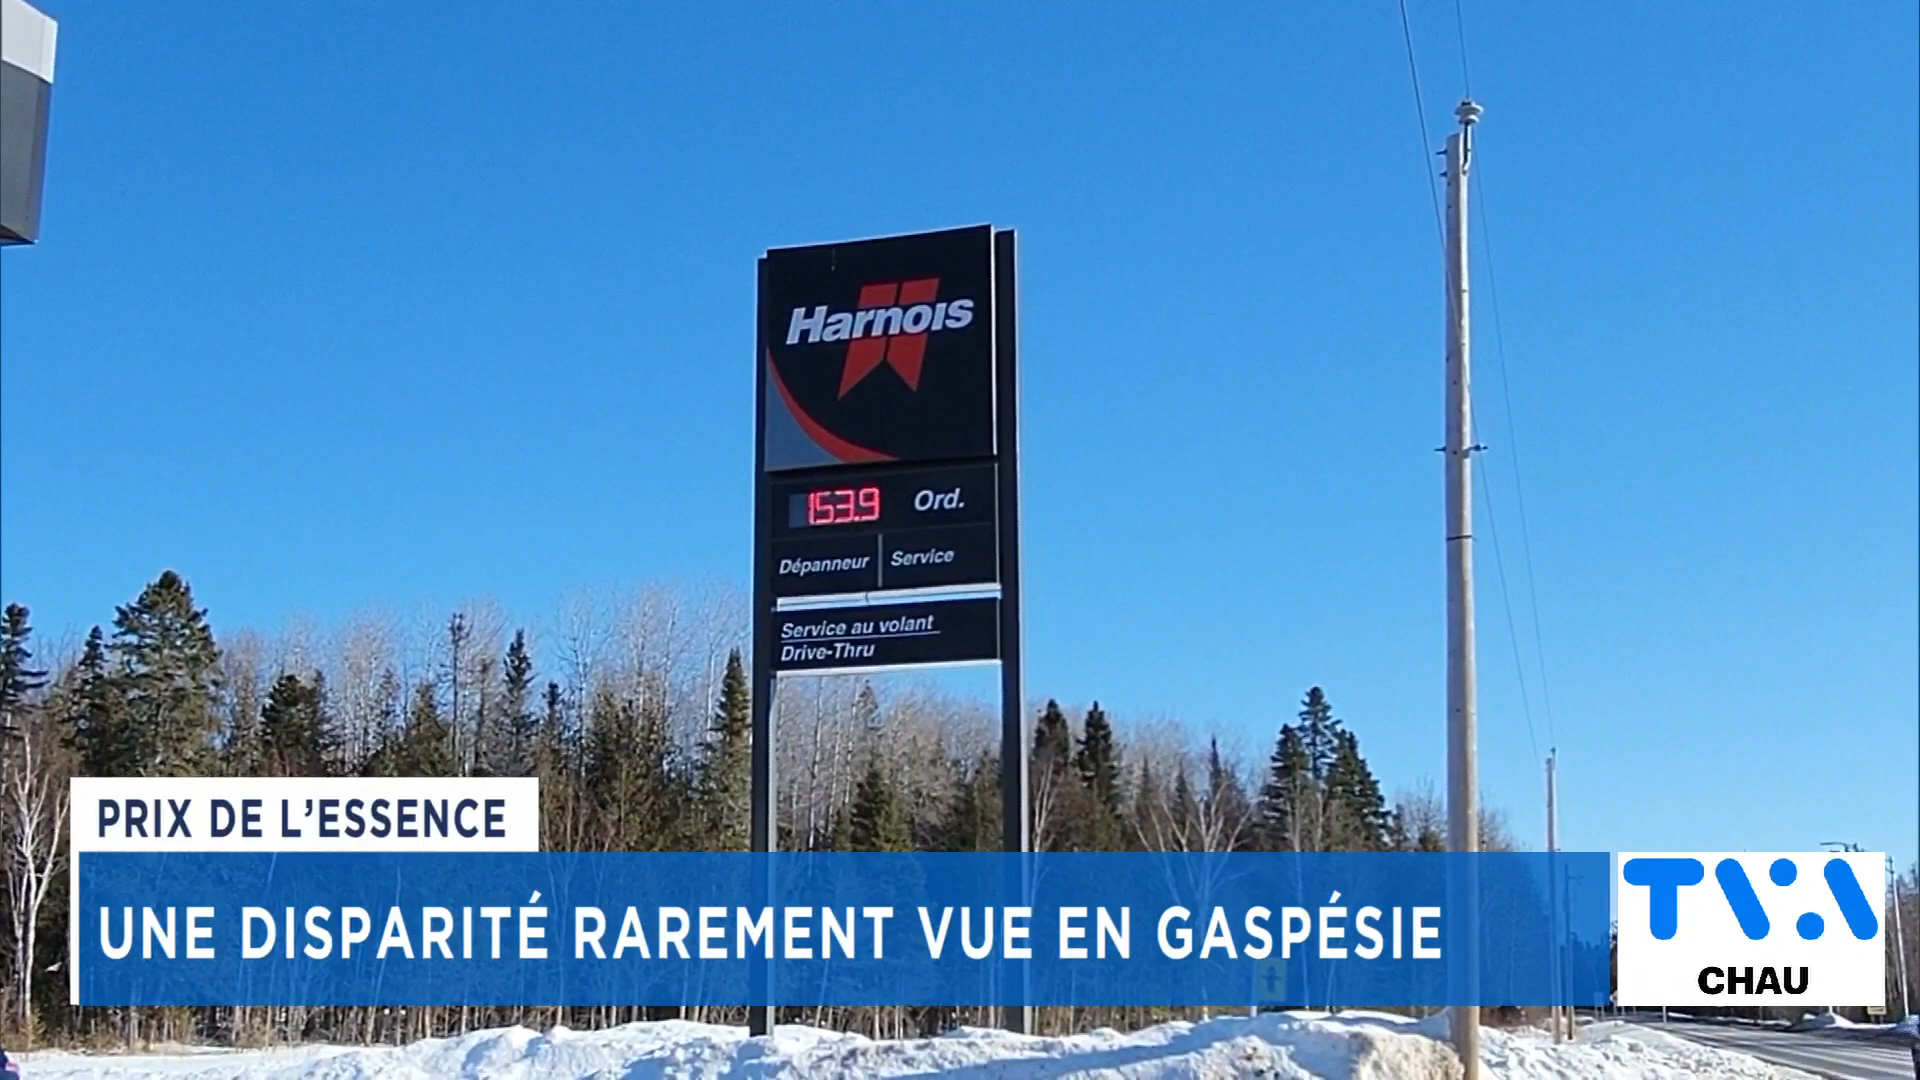 Harnois
153.9 Ord.
Dépanneur Service
Service au volant
Drive-Thru
PRIX DE L'ESSENCE
UNE DISPARITÉ RAREMENT VUE EN GASPÉSIE
TVA
CHAU